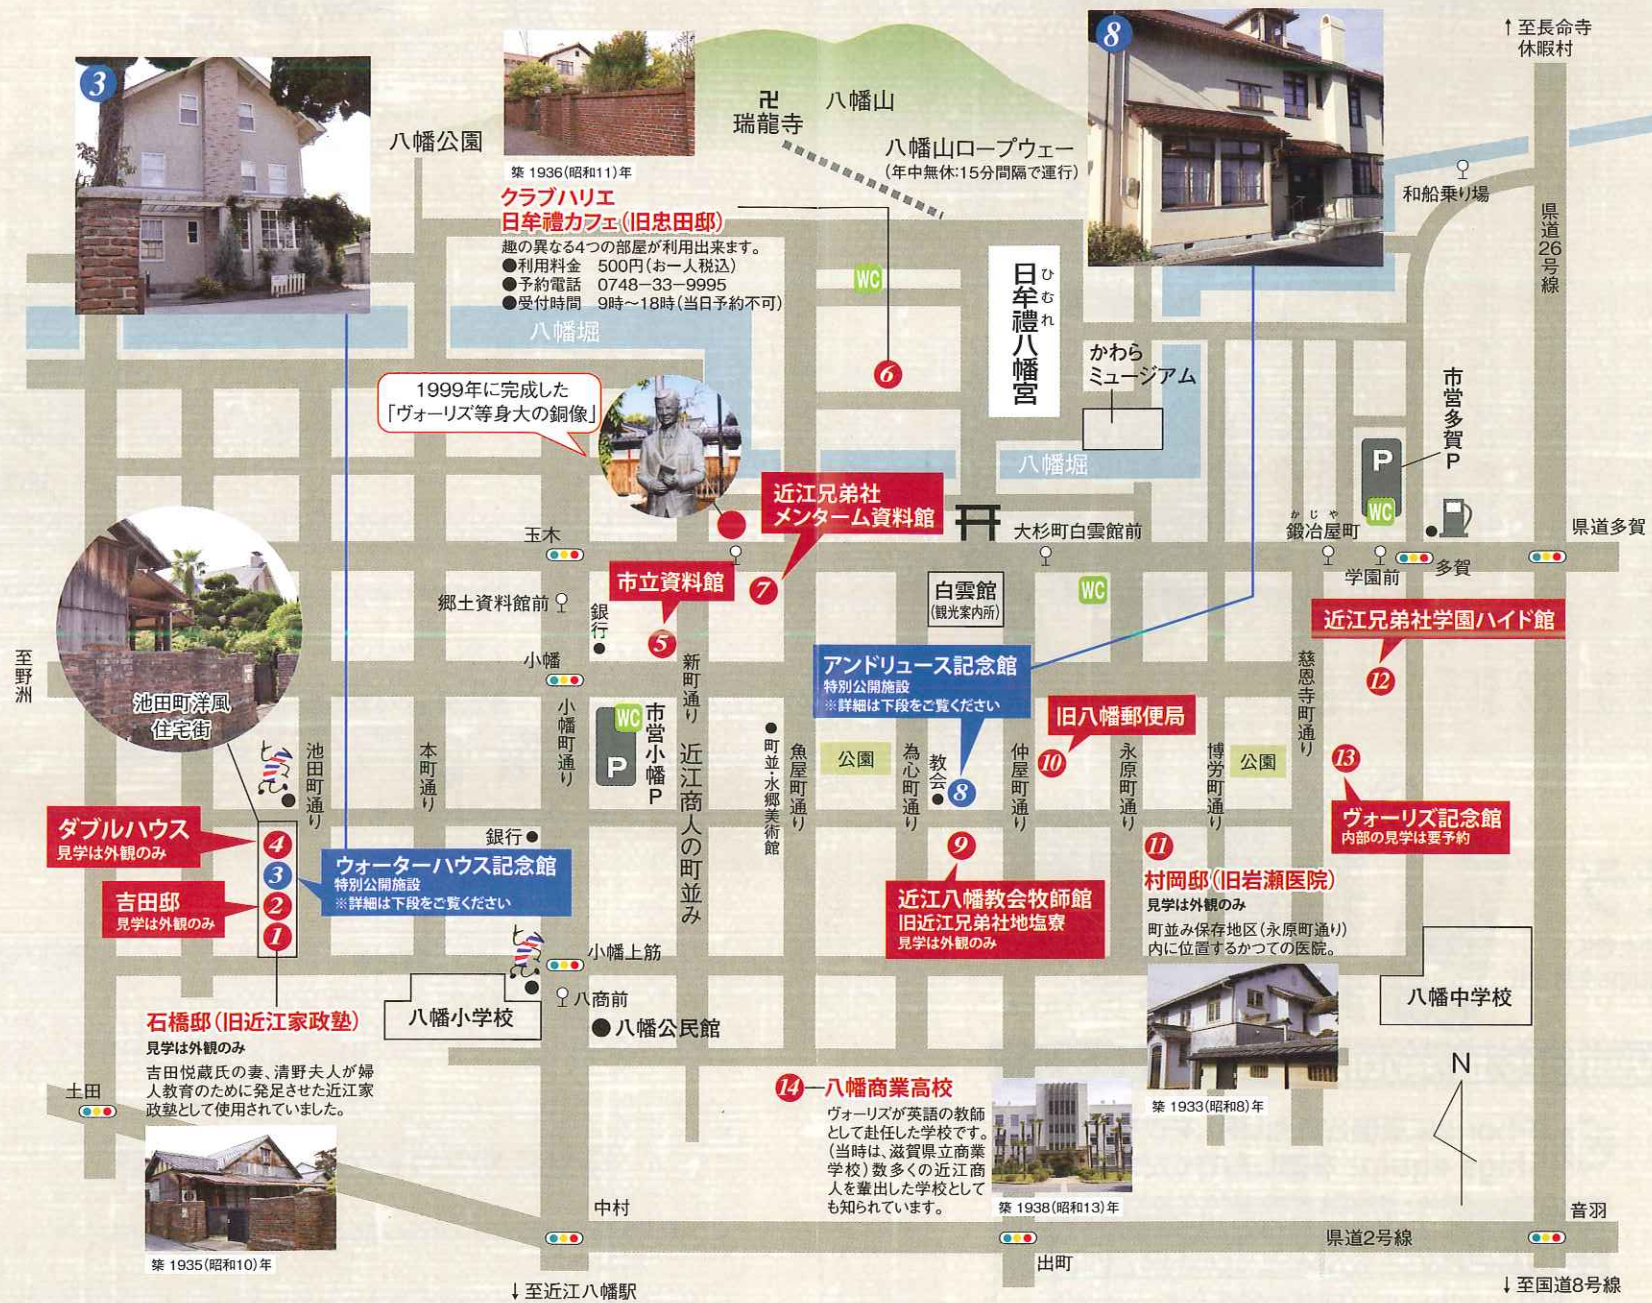 3
八幡公園
築 1936(昭和11)年
クラブハリエ
日牟禮カフェ(旧忠田邸)
趣の異なる4つの部屋が利用出来ます。
●利用料金 500円(お一人税込)
●予約電話 0748-33-9995
●受付時間 9時〜18時(当日予約不可)
卍
瑞龍寺
八幡山
八幡山ロープウェー
(年中無休:15分間隔で運行)
8
↑至長命寺
休暇村
和船乗り場
県道26号線
八幡堀
WC
6
日牟禮八幡宮
ひむれ
かわら
ミュージアム
八幡堀
市営多賀P
P
WC
1999年に完成した
「ヴォーリズ等身大の銅像」
近江兄弟社
メンターム資料館
7
玉木
大杉町白雲館前
かじや
鍛冶屋町
学園前
多賀
県道多賀
郷土資料館前
銀行
市立資料館
5
白雲館
(観光案内所)
WC
近江兄弟社学園ハイド館
12
至野洲
池田町洋風
住宅街
小幡
アンドリュース記念館
特別公開施設
※詳細は下段をご覧ください
旧八幡郵便局
10
とんまこ
池田町通り
本町通り
小幡町通り
WC
P
市営小幡P
新町通り
近江商人の町並み
●町並・水郷美術館
魚屋町通り
公園
為心町通り
教会
8
仲屋町通り
永原町通り
博労町通り
公園
慈恩寺町通り
13
ヴォーリズ記念館
内部の見学は要予約
ダブルハウス
見学は外観のみ
4
3
2
1
吉田邸
見学は外観のみ
ウォーターハウス記念館
特別公開施設
※詳細は下段をご覧ください
銀行●
9
近江八幡教会牧師館
旧近江兄弟社地塩寮
見学は外観のみ
11
村岡邸(旧岩瀬医院)
見学は外観のみ
町並み保存地区(永原町通り)
内に位置するかつての医院。
築 1933(昭和8)年
小幡上筋
八商前
八幡小学校
●八幡公民館
八幡中学校
石橋邸(旧近江家政塾)
見学は外観のみ
吉田悦蔵氏の妻、清野夫人が婦
人教育のために発足させた近江家
政塾として使用されていました。
築 1935(昭和10)年
土田
14
八幡商業高校
ヴォーリズが英語の教師
として赴任した学校です。
(当時は、滋賀県立商業
学校)数多くの近江商
人を輩出した学校として
も知られています。
築 1938(昭和13)年
N
中村
出町
県道2号線
音羽
↓至近江八幡駅
↓至国道8号線